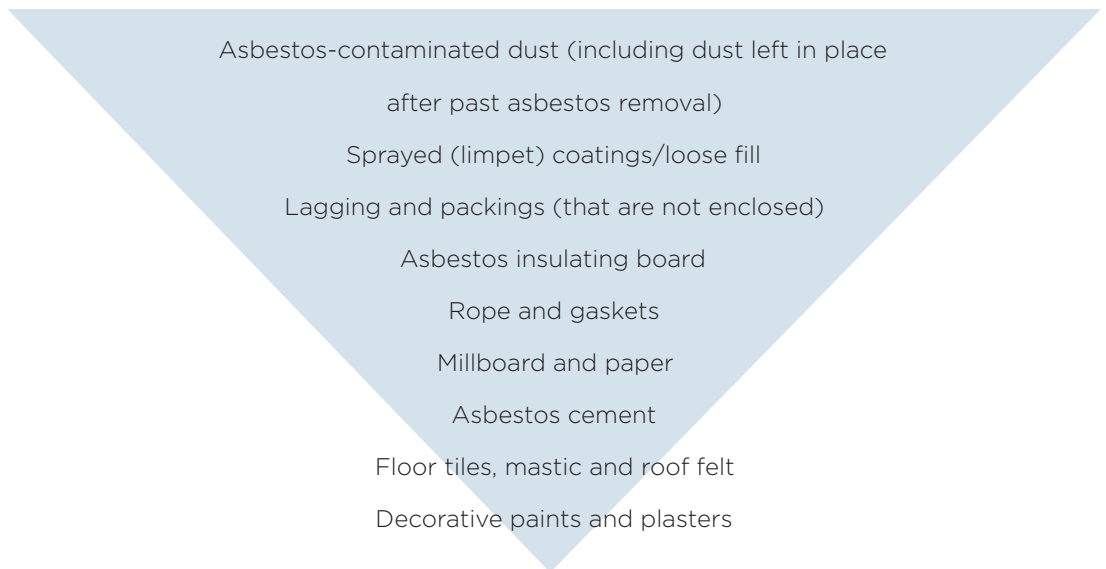 Asbestos-contaminated dust (including dust left in place
after past asbestos removal)
Sprayed (limpet) coatings/loose fill
Lagging and packings (that are not enclosed)
Asbestos insulating board
Rope and gaskets
Millboard and paper
Asbestos cement
Floor tiles, mastic and roof felt
Decorative paints and plasters